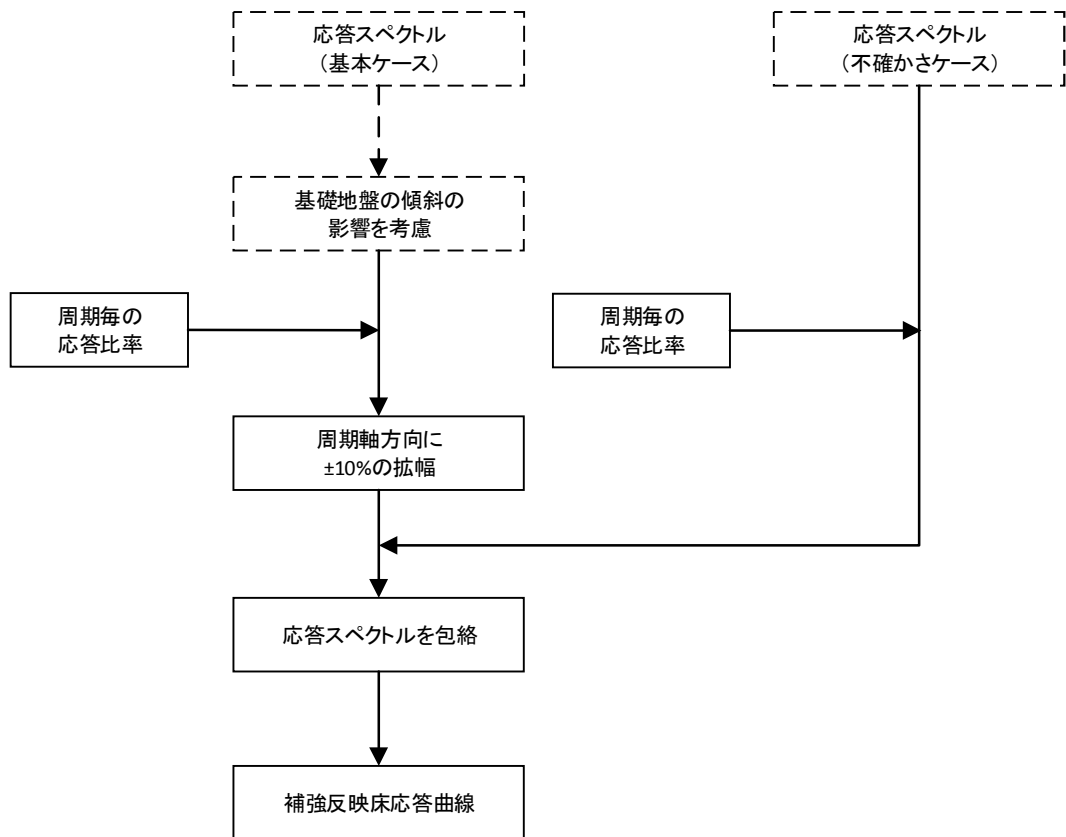 応答スペクトル
（基本ケース）
応答スペクトル
（不確かさケース）
基礎地盤の傾斜の
影響を考慮
周期毎の
応答比率
周期毎の
応答比率
周期軸方向に
±10%の拡幅
応答スペクトルを包絡
補強反映床応答曲線